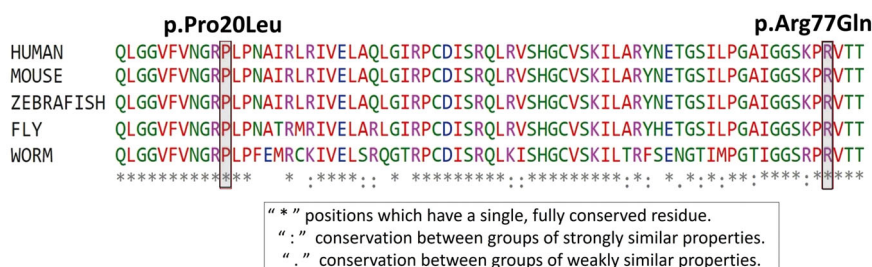 p.Pro20Leu p.Arg77Gln
HUMAN QLGGVFVNGRPLPNAIRLRIVELAQLGIRPCDISRQLRVSHGCVSKILARYNETGSILPGAIGGSKPRVTT
MOUSE QLGGVFVNGRPLPNAIRLRIVELAQLGIRPCDISRQLRVSHGCVSKILARYNETGSILPGAIGGSKPRVTT
ZEBRAFISH QLGGVFVNGRPLPNAIRLRIVELAQLGIRPCDISRQLRVSHGCVSKILARYNETGSILPGAIGGSKPRVTT
FLY QLGGVFVNGRPLPNATRMRIVELARLGIRPCDISRQLRVSHGCVSKILARYHETGSILPGAIGGSKPRVTT
WORM QLGGVFVNGRPLPFEMRCKIVELSRQGTRPCDISRQLKISHGCVSKILTRFSENGTIMPGTIGGSRPRVTT
************* * :****:: * *********::********:*: *.*:*:**:****:*****
“ * ” positions which have a single, fully conserved residue.
“ : ” conservation between groups of strongly similar properties.
“ . ” conservation between groups of weakly similar properties.